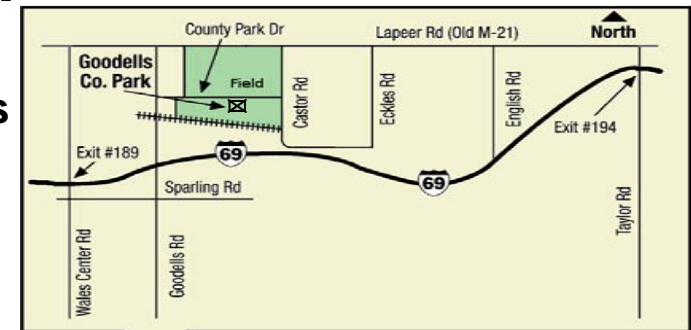 County Park Dr
Lapeer Rd (Old M-21)
North
Goodells
Co. Park
Field
Castor Rd
Eckles Rd
English Rd
Exit #194
s
Exit #189
69
69
Sparling Rd
Wales Center Rd
Goodells Rd
Taylor Rd